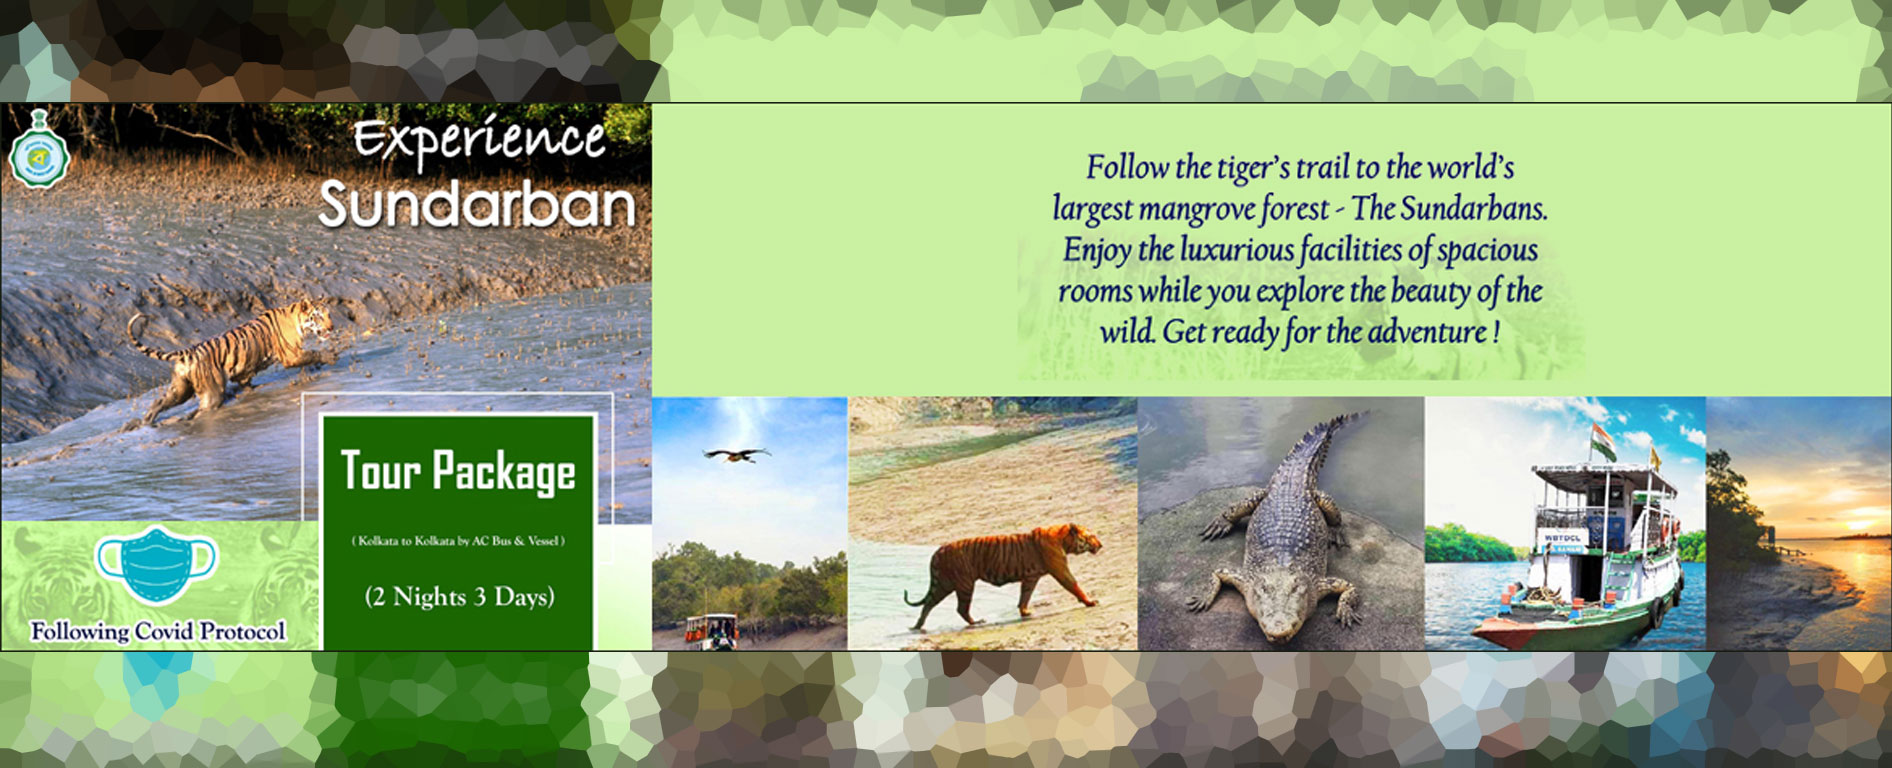 Experience
Sundarban
Tour Package
( Kolkata to Kolkata by AC Bus & Vessel )
(2 Nights 3 Days)
Following Covid Protocol
Follow the tiger's trail to the world's
largest mangrove forest - The Sundarbans.
Enjoy the luxurious facilities of spacious
rooms while you explore the beauty of the
wild. Get ready for the adventure !
WBTDCL